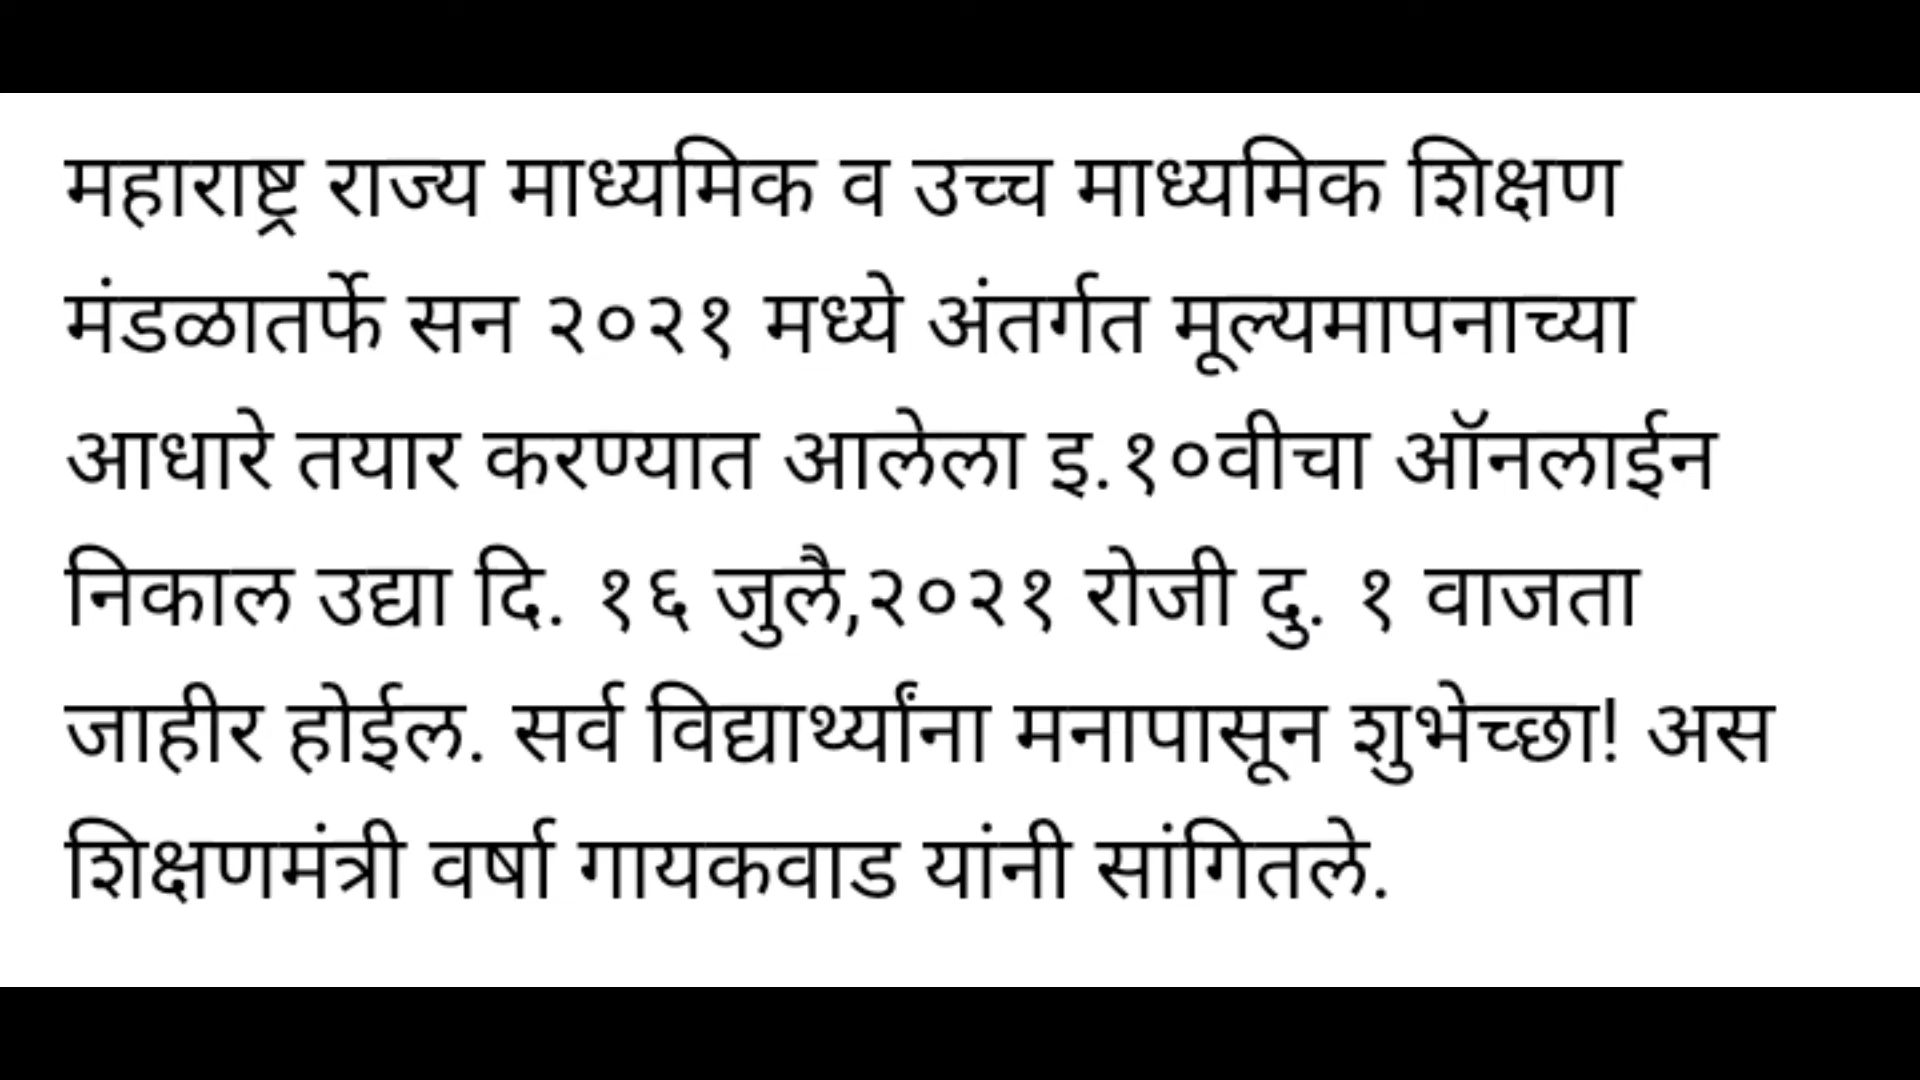 महाराष्ट्र राज्य माध्यमिक व उच्च माध्यमिक शिक्षण
मंडळातर्फे सन २०२१ मध्ये अंतर्गत मूल्यमापनाच्या
आधारे तयार करण्यात आलेला इ.१०वीचा ऑनलाईन
निकाल उद्या दि. १६ जुलै,२०२१ रोजी दु. १ वाजता
जाहीर होईल. सर्व विद्यार्थ्यांना मनापासून शुभेच्छा! अस
शिक्षणमंत्री वर्षा गायकवाड यांनी सांगितले.